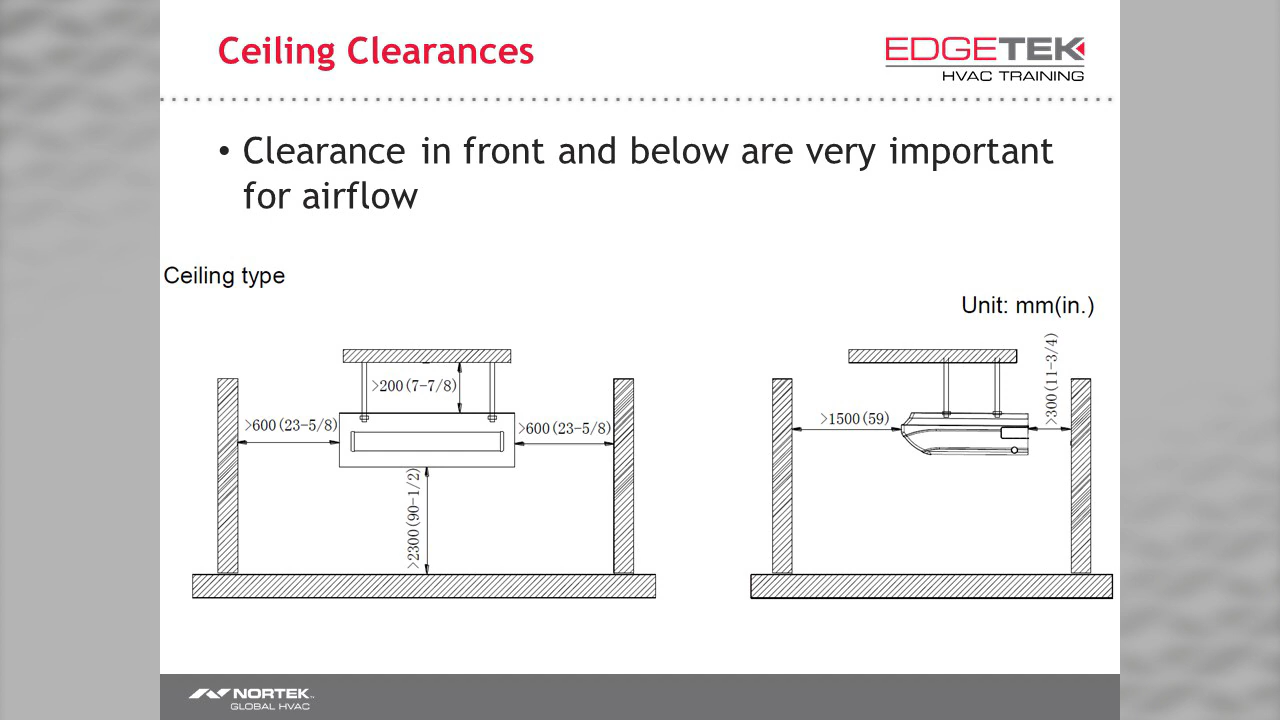 Ceiling Clearances
EDGETEK
HVAC TRAINING
• Clearance in front and below are very important
for airflow
Ceiling type
Unit: mm(in.)
>200(7-7/8)
>600(23-5/8)
>600(23-5/8)
>2300(90-1/2)
>1500(59)
>300(11-3/4)
NORTEK
GLOBAL HVAC